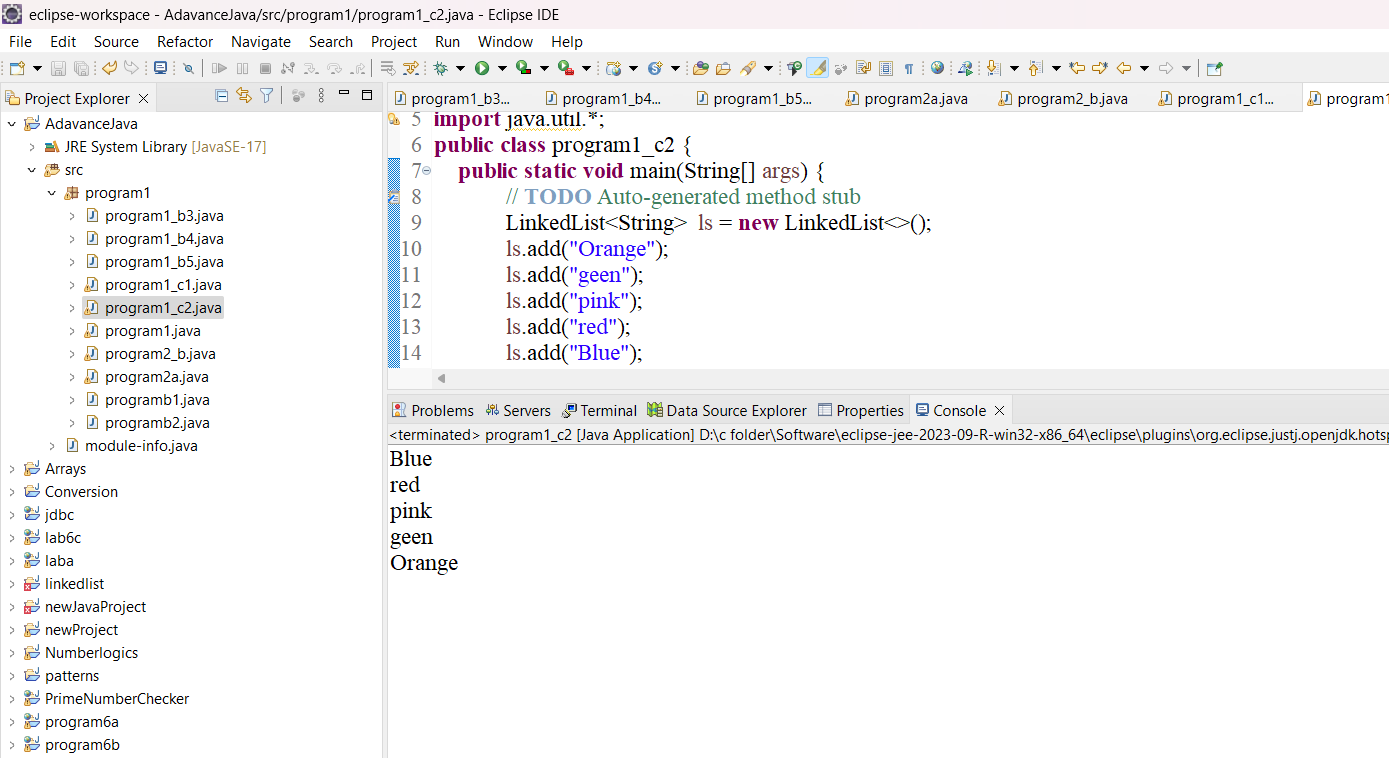 eclipse-workspace - AdavanceJava/src/program1/program1_c2.java - Eclipse IDE
File Edit Source Refactor Navigate Search Project Run Window Help
Project Explorer
AdavanceJava
JRE System Library [JavaSE-17]
src
program1
program1_b3.java
program1_b4.java
program1_b5.java
program1_c1.java
program1_c2.java
program1.java
program2_b.java
program2a.java
programb1.java
programb2.java
module-info.java
Arrays
Conversion
jdbc
lab6c
laba
linkedlist
newJavaProject
newProject
Numberlogics
patterns
PrimeNumberChecker
program6a
program6b
program1_b3... program1_b4... program1_b5... program2a.java program2_b.java program1_c1... program1
5 import java.util.*;
6 public class program1_c2 {
7 public static void main(String[] args) {
8 // TODO Auto-generated method stub
9 LinkedList<String> ls = new LinkedList<>();
10 ls.add("Orange");
11 ls.add("geen");
12 ls.add("pink");
13 ls.add("red");
14 ls.add("Blue");
Problems Servers Terminal Data Source Explorer Properties Console
<terminated> program1_c2 [Java Application] D:\c folder\Software\eclipse-jee-2023-09-R-win32-x86_64\eclipse\plugins\org.eclipse.justj.openjdk.hotsp
Blue
red
pink
geen
Orange